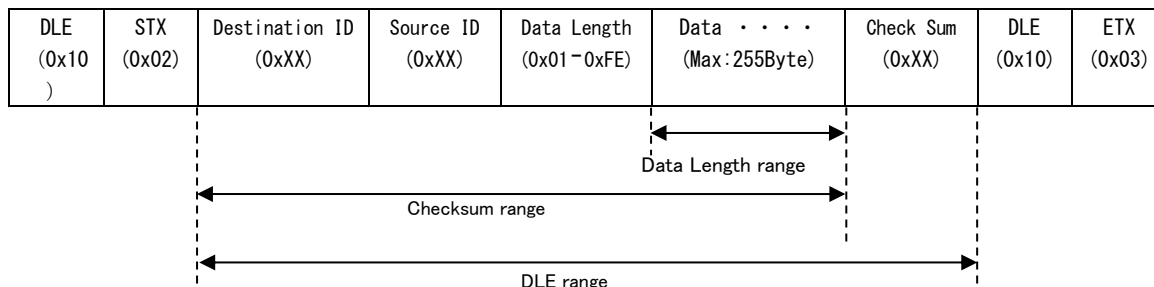 DLE STX Destination ID Source ID Data Length Data ・・・・ Check Sum DLE ETX
(0x10 (0x02) (0xXX) (0xXX) (0x01-0xFE) (Max:255Byte) (0xXX) (0x10) (0x03)
)
Data Length range
Checksum range
DLE range